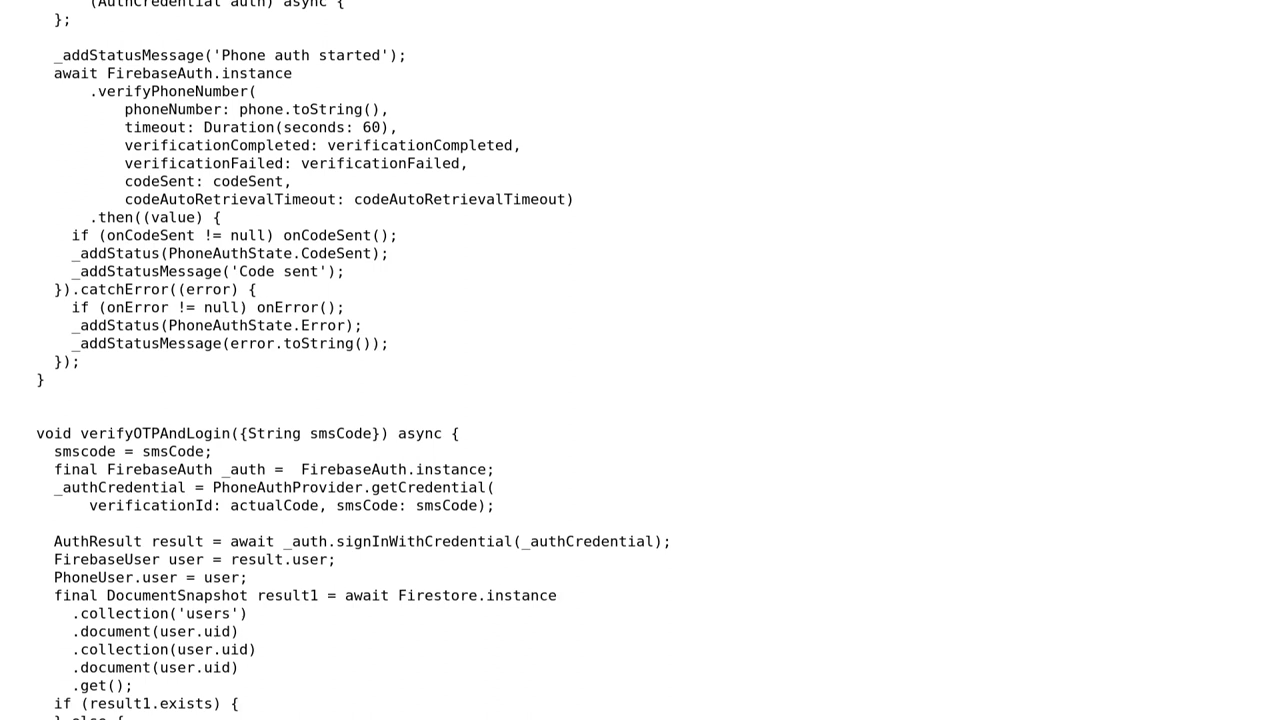 (AuthCredential auth) async {
};
_addStatusMessage('Phone auth started');
await FirebaseAuth.instance
.verifyPhoneNumber(
phoneNumber: phone.toString(),
timeout: Duration(seconds: 60),
verificationCompleted: verificationCompleted,
verificationFailed: verificationFailed,
codeSent: codeSent,
codeAutoRetrievalTimeout: codeAutoRetrievalTimeout)
.then((value) {
if (onCodeSent != null) onCodeSent();
_addStatus(PhoneAuthState.CodeSent);
_addStatusMessage('Code sent');
}).catchError((error) {
if (onError != null) onError();
_addStatus(PhoneAuthState.Error);
_addStatusMessage(error.toString());
});
}
void verifyOTPAndLogin({String smsCode}) async {
smscode = smsCode;
final FirebaseAuth _auth =  FirebaseAuth.instance;
_authCredential = PhoneAuthProvider.getCredential(
verificationId: actualCode, smsCode: smsCode);
AuthResult result = await _auth.signInWithCredential(_authCredential);
FirebaseUser user = result.user;
PhoneUser.user = user;
final DocumentSnapshot result1 = await Firestore.instance
.collection('users')
.document(user.uid)
.collection(user.uid)
.document(user.uid)
.get();
if (result1.exists) {
} else {